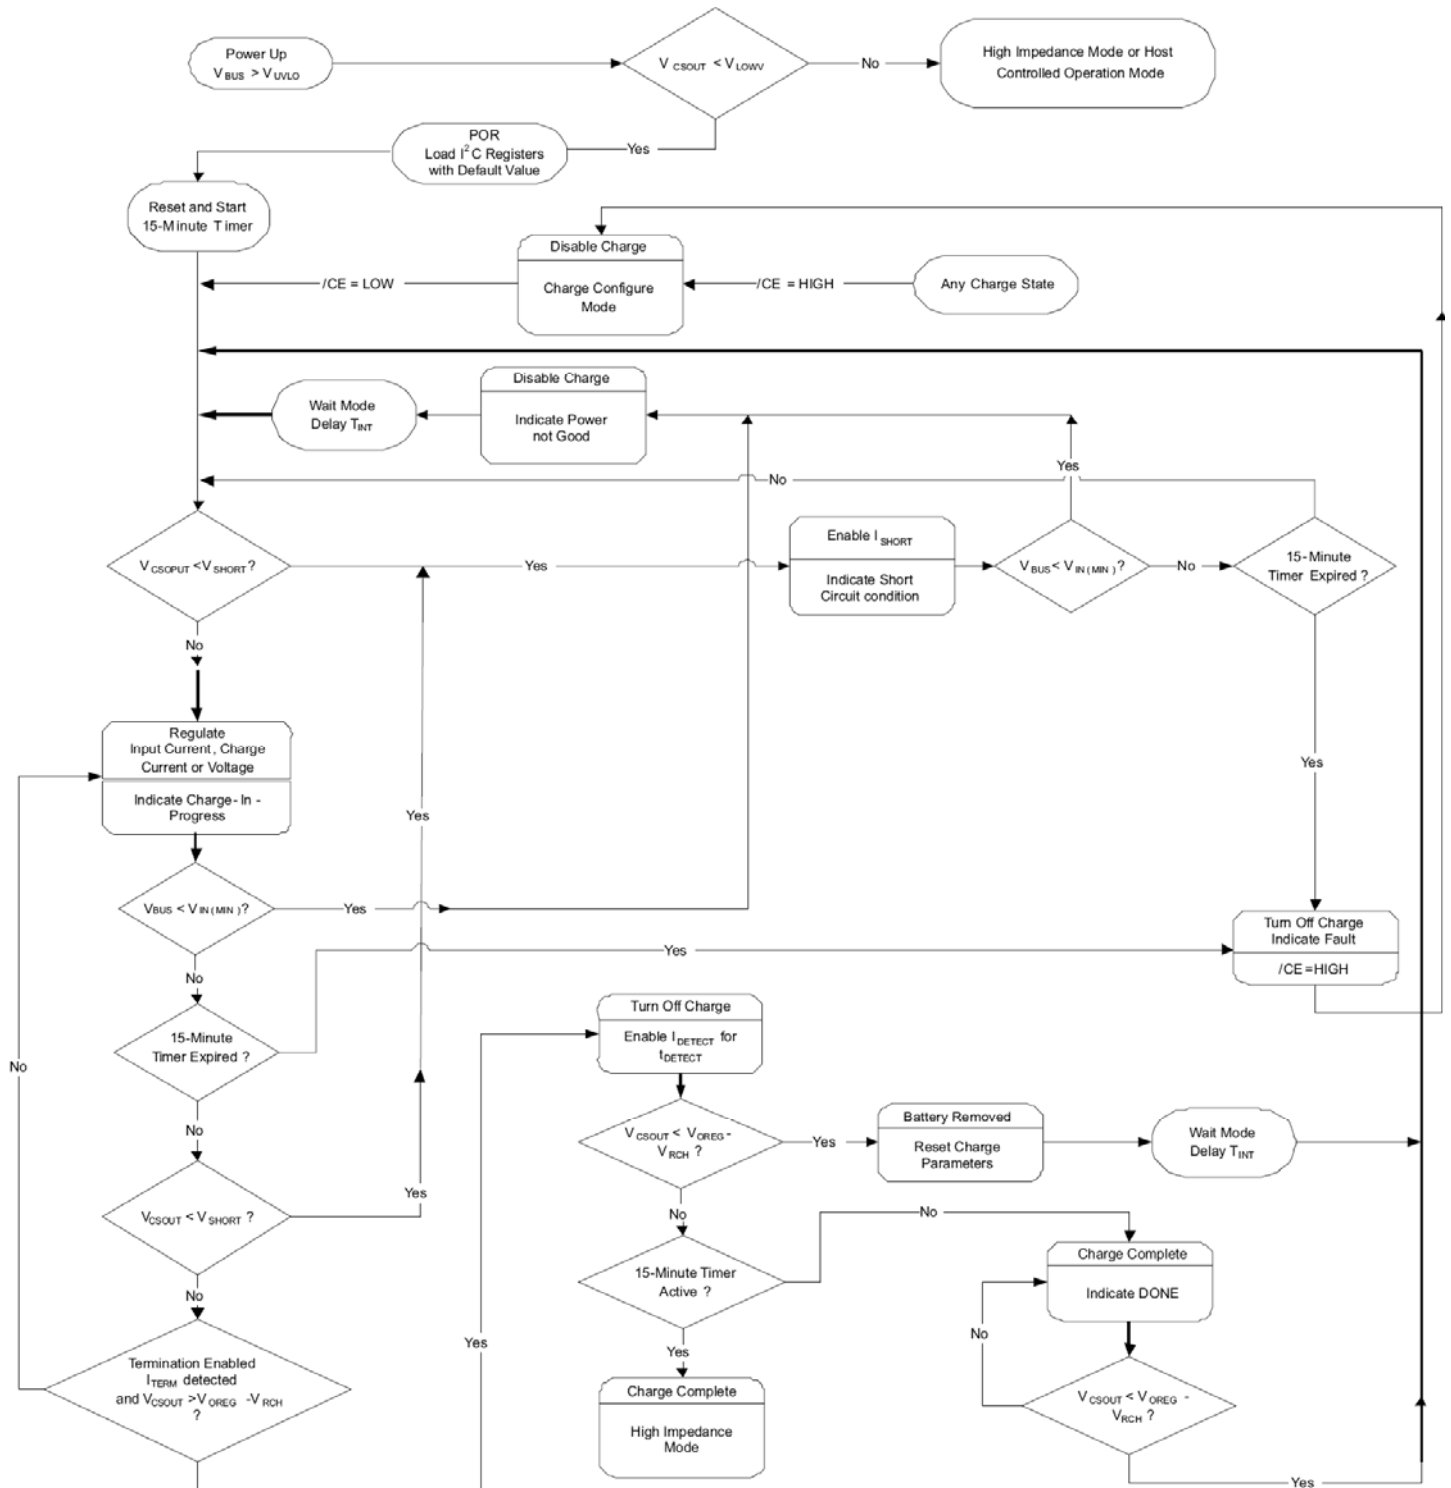 Power Up
V BUS > V UVLO
V CSOUT < V LOWV
No
High Impedance Mode or Host
Controlled Operation Mode
POR
Load I2C Registers
with Default Value
Yes
Reset and Start
15-Minute Timer
Disable Charge
Charge Configure
Mode
/CE = LOW
/CE = HIGH
Any Charge State
Disable Charge
Indicate Power
not Good
Wait Mode
Delay TINT
Yes
No
V CSOPUT < V SHORT ?
Yes
Enable I SHORT
Indicate Short
Circuit condition
V BUS < V IN ( MIN ) ?
No
15-Minute
Timer Expired ?
No
Regulate
Input Current, Charge
Current or Voltage
Indicate Charge- In -
Progress
Yes
Yes
VBUS < V IN ( MIN )?
Yes
Yes
Turn Off Charge
Indicate Fault
/CE =HIGH
No
15-Minute
Timer Expired ?
No
Turn Off Charge
Enable I DETECT for
tDETECT
No
V CSOUT < V OREG -
V RCH ?
Yes
Battery Removed
Reset Charge
Parameters
Wait Mode
Delay TINT
VCSOUT < V SHORT ?
Yes
No
No
15-Minute Timer
Active ?
Charge Complete
Indicate DONE
No
No
Yes
Yes
Termination Enabled
ITERM detected
and VCSOUT >V OREG -V RCH
?
Charge Complete
High Impedance
Mode
V CSOUT < V OREG -
VRCH ?
Yes